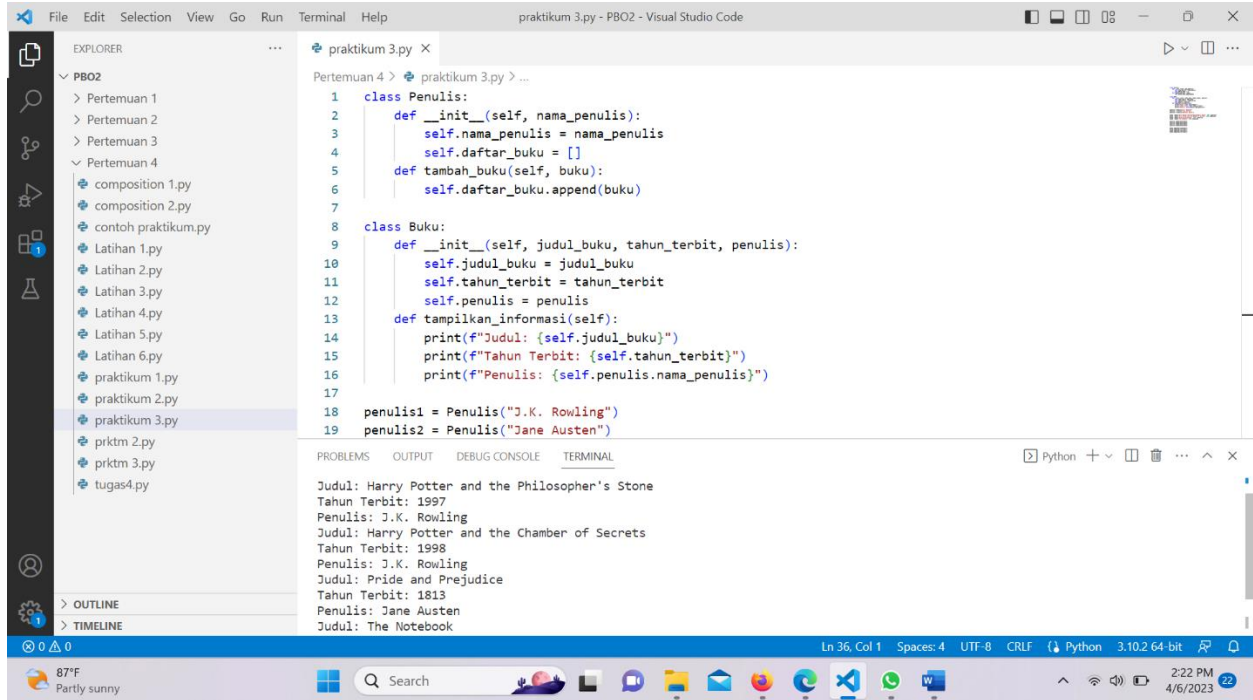 File Edit Selection View Go Run Terminal Help
praktikum 3.py - PBO2 - Visual Studio Code
EXPLORER
PBO2
Pertemuan 1
Pertemuan 2
Pertemuan 3
Pertemuan 4
composition 1.py
composition 2.py
contoh praktikum.py
Latihan 1.py
Latihan 2.py
Latihan 3.py
Latihan 4.py
Latihan 5.py
Latihan 6.py
praktikum 1.py
praktikum 2.py
praktikum 3.py
prktm 2.py
prktm 3.py
tugas4.py
OUTLINE
TIMELINE
1
1
praktikum 3.py
Pertemuan 4 > praktikum 3.py > ...
1 class Penulis:
2 def __init__(self, nama_penulis):
3 self.nama_penulis = nama_penulis
4 self.daftar_buku = []
5 def tambah_buku(self, buku):
6 self.daftar_buku.append(buku)
7
8 class Buku:
9 def __init__(self, judul_buku, tahun_terbit, penulis):
10 self.judul_buku = judul_buku
11 self.tahun_terbit = tahun_terbit
12 self.penulis = penulis
13 def tampilkan_informasi(self):
14 print(f"Judul: {self.judul_buku}")
15 print(f"Tahun Terbit: {self.tahun_terbit}")
16 print(f"Penulis: {self.penulis.nama_penulis}")
17
18 penulis1 = Penulis("J.K. Rowling")
19 penulis2 = Penulis("Jane Austen")
PROBLEMS OUTPUT DEBUG CONSOLE TERMINAL
Python
Judul: Harry Potter and the Philosopher's Stone
Tahun Terbit: 1997
Penulis: J.K. Rowling
Judul: Harry Potter and the Chamber of Secrets
Tahun Terbit: 1998
Penulis: J.K. Rowling
Judul: Pride and Prejudice
Tahun Terbit: 1813
Penulis: Jane Austen
Judul: The Notebook
0 0
Ln 36, Col 1 Spaces: 4 UTF-8 CRLF Python 3.10.2 64-bit
87°F
Partly sunny
Search
2:22 PM
4/6/2023
22